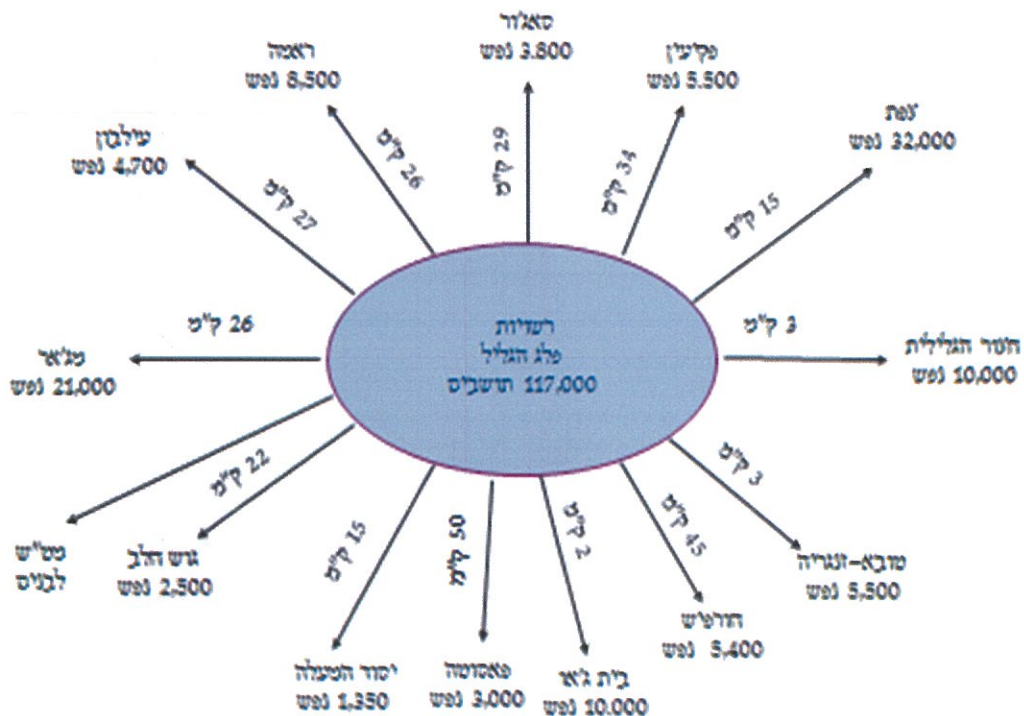 סאג'ור
3.800 נפש
ראמה
8,500 נפש
פקיעין
5.500 נפש
עילבון
4,700 נפש
צפת
32,000 נפש
29 ק"מ
26 ק"מ
34 ק"מ
27 ק"מ
15 ק"מ
רשויות
פלג הגליל
117,000 תושבים
26 ק"מ
3 ק"מ
מג'אר
21,000 נפש
חצור הגלילית
10,000 נפש
22 ק"מ
15 ק"מ
50 ק"מ
2 ק"מ
45 ק"מ
3 ק"מ
מט"ש
לבנים
גוש חלב
2,500 נפש
טובא-זנגריה
5,500 נפש
יסוד המעלה
1,350 נפש
פאסוטה
3,000 נפש
בית ג'אן
10.000 נפש
חורפיש
5,400 נפש